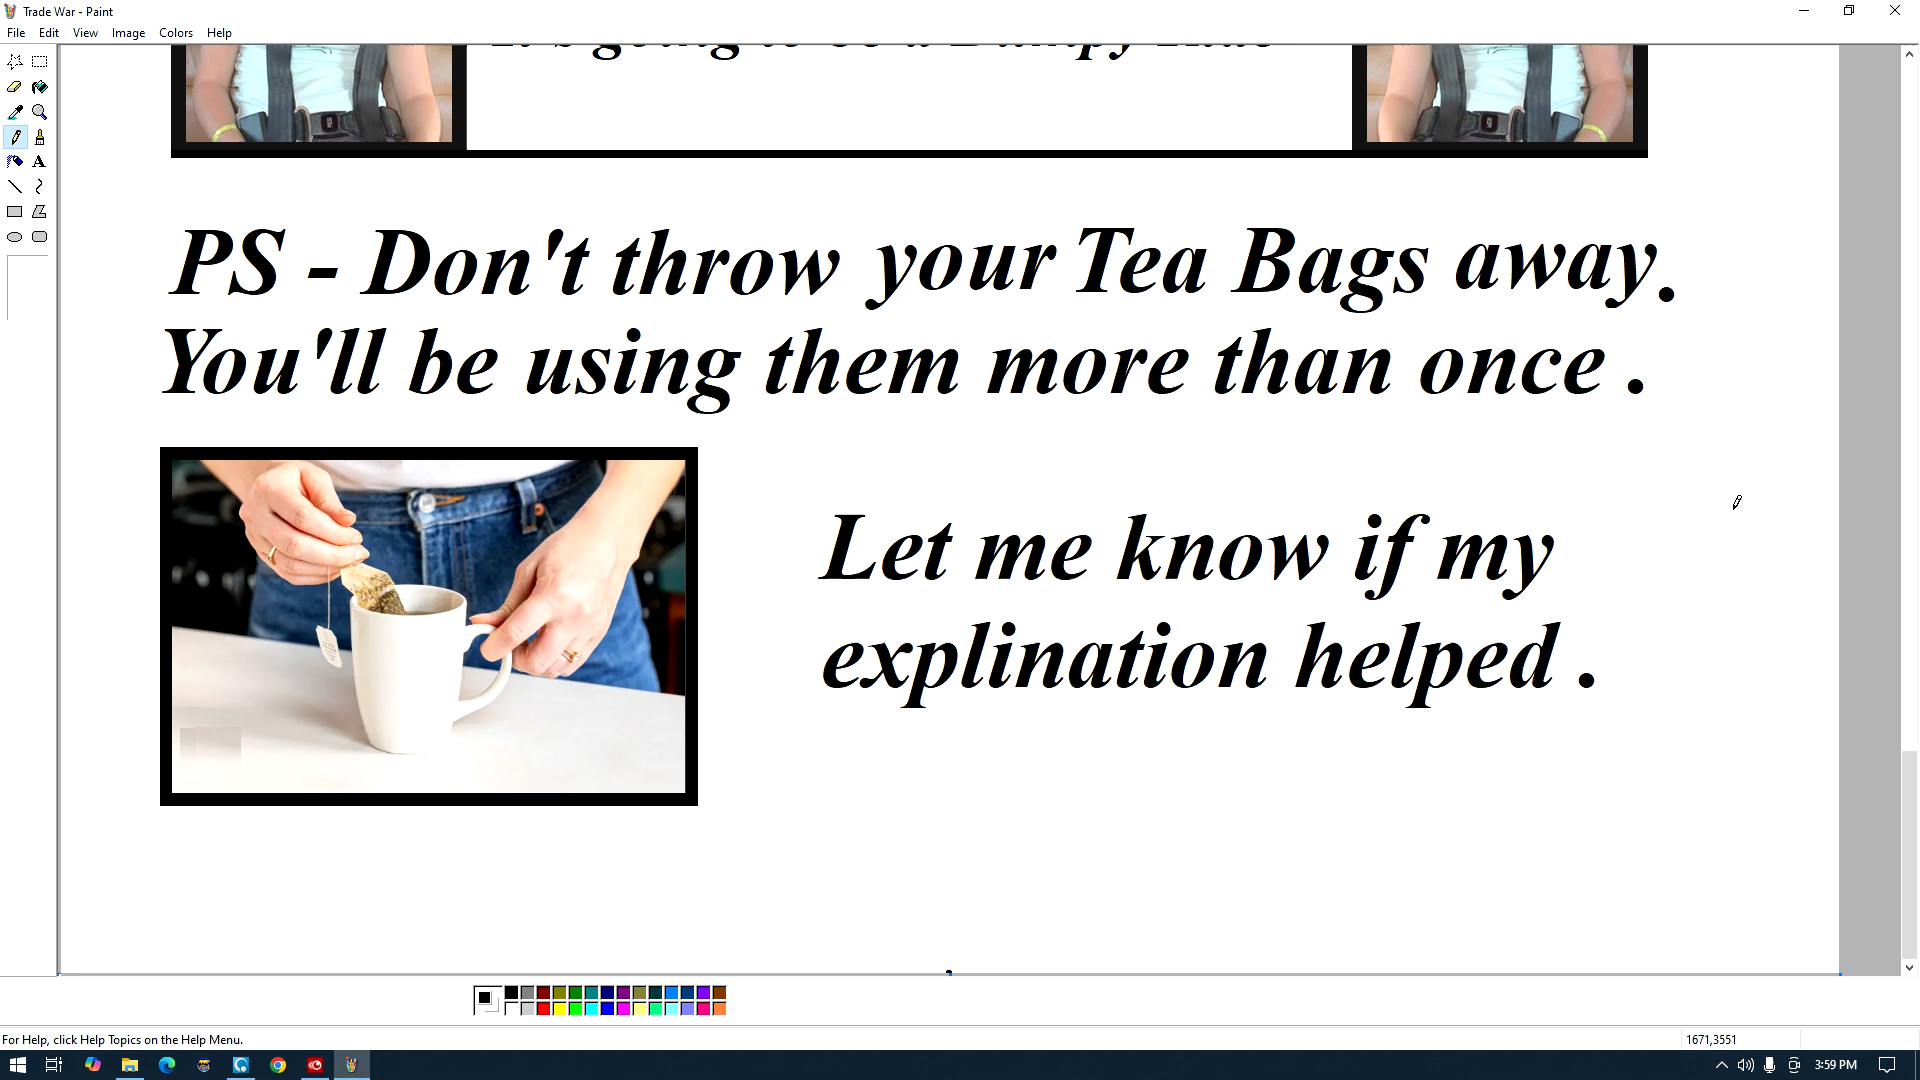 Trade War - Paint
File Edit View Image Colors Help
PS - Don't throw your Tea Bags away.
You'll be using them more than once .
Let me know if my
explination helped .
For Help, click Help Topics on the Help Menu.
1671,3551
3:59 PM